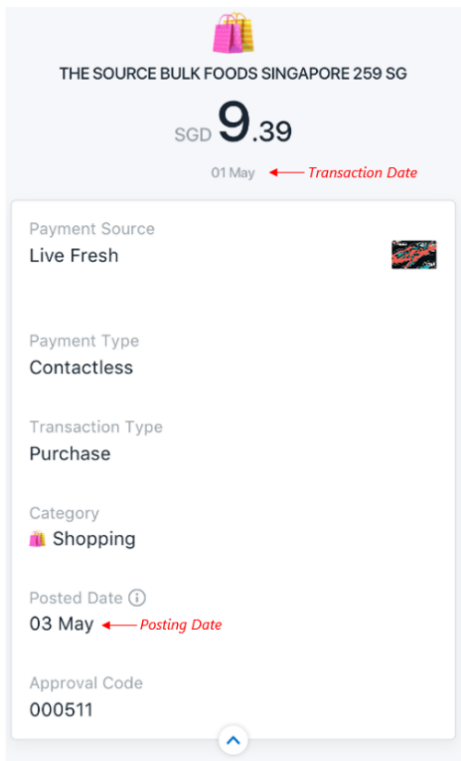 THE SOURCE BULK FOODS SINGAPORE 259 SG
SGD 9.39
01 May Transaction Date
Payment Source
Live Fresh
Payment Type
Contactless
Transaction Type
Purchase
Category
Shopping
Posted Date
03 May Posting Date
Approval Code
000511